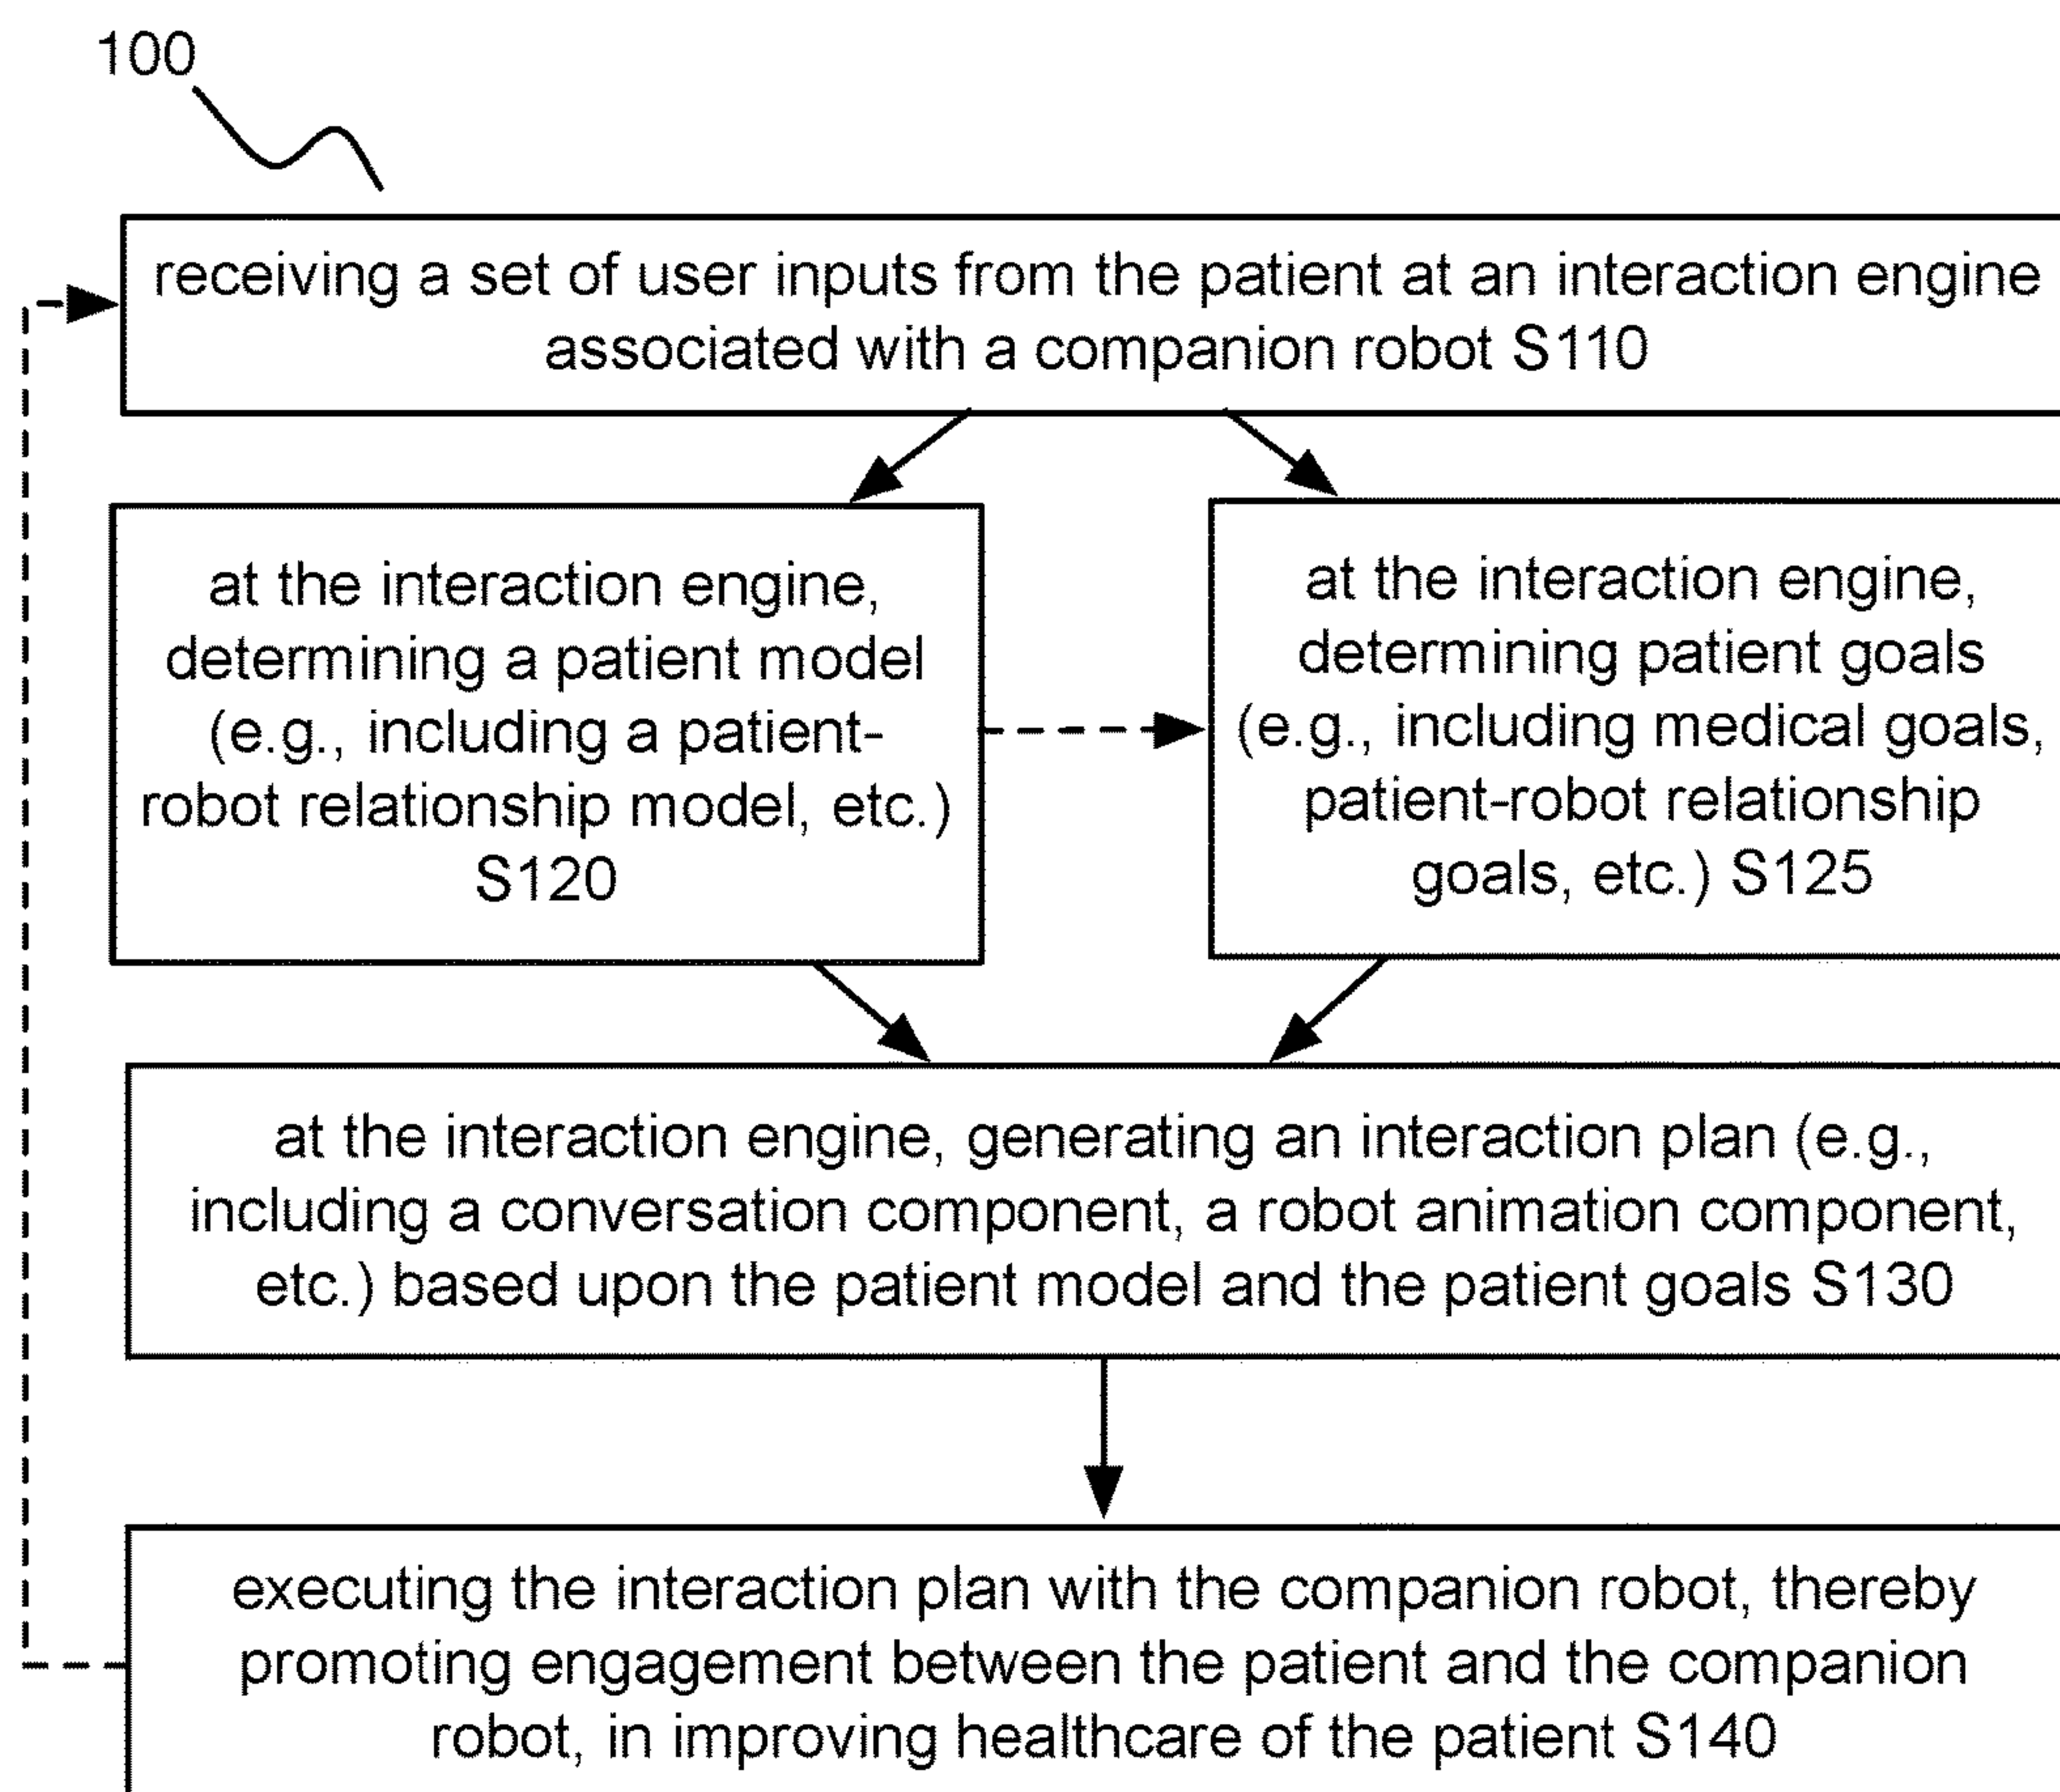 100
receiving a set of user inputs from the patient at an interaction engine
associated with a companion robot S110
at the interaction engine,
determining a patient model
(e.g., including a patient-
robot relationship model, etc.)
S120
at the interaction engine,
determining patient goals
(e.g., including medical goals,
patient-robot relationship
goals, etc.) S125
at the interaction engine, generating an interaction plan (e.g.,
including a conversation component, a robot animation component,
etc.) based upon the patient model and the patient goals S130
executing the interaction plan with the companion robot, thereby
promoting engagement between the patient and the companion
robot, in improving healthcare of the patient S140